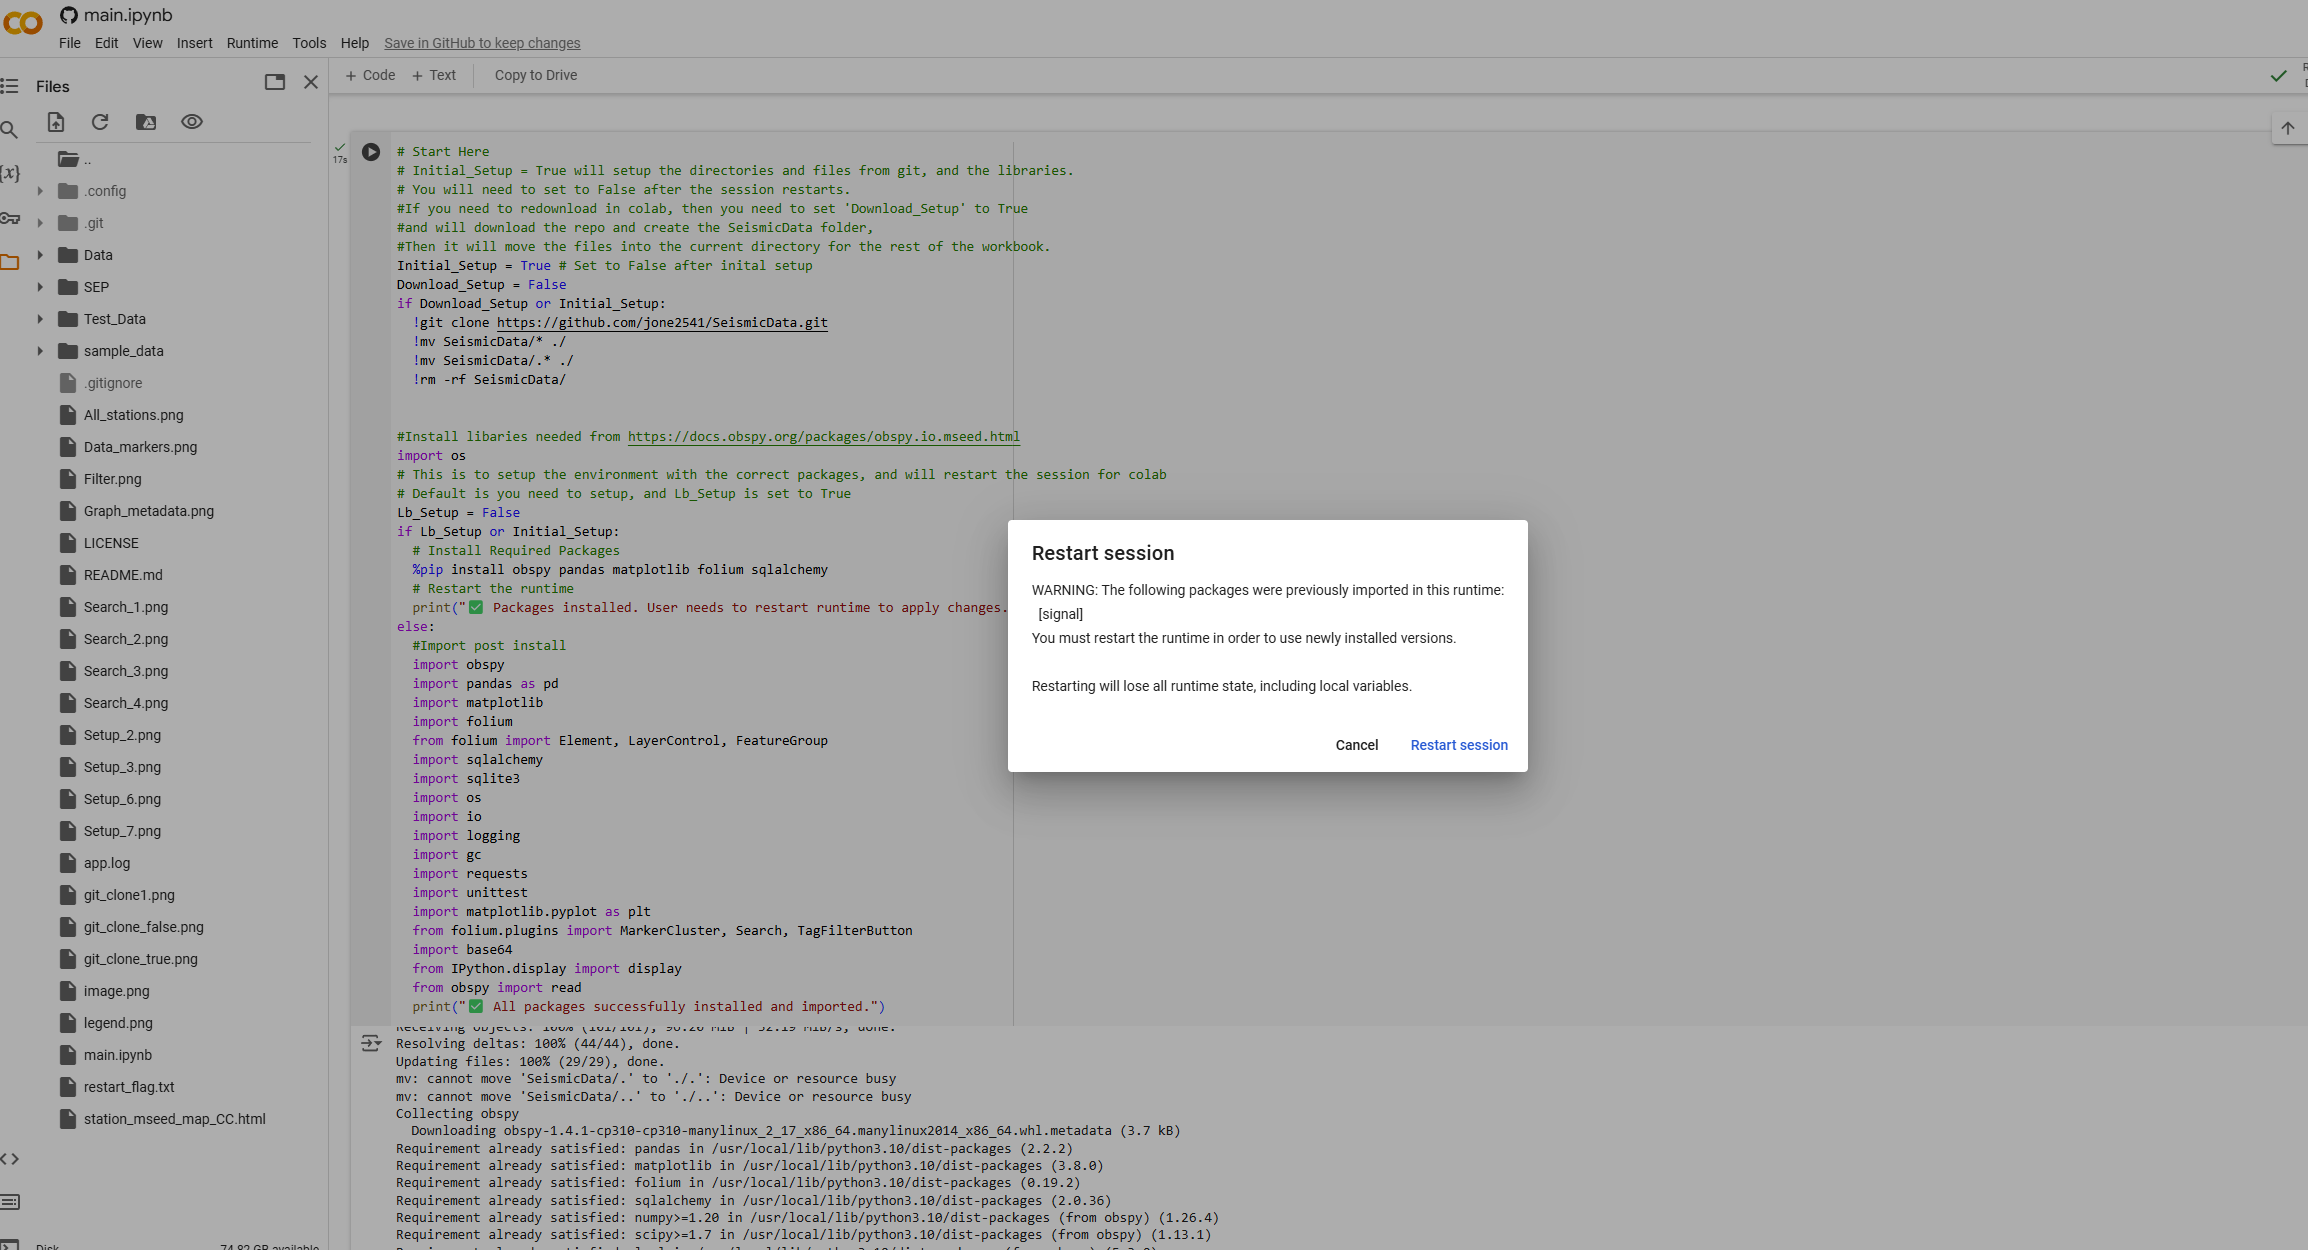 main.ipynb
File Edit View Insert Runtime Tools Help Save in GitHub to keep changes
Files
+ Code + Text Copy to Drive
..
.config
.git
Data
SEP
Test_Data
sample_data
.gitignore
All_stations.png
Data_markers.png
Filter.png
Graph_metadata.png
LICENSE
README.md
Search_1.png
Search_2.png
Search_3.png
Search_4.png
Setup_2.png
Setup_3.png
Setup_6.png
Setup_7.png
app.log
git_clone1.png
git_clone_false.png
git_clone_true.png
image.png
legend.png
main.ipynb
restart_flag.txt
station_mseed_map_CC.html
Disk 74.82 GB available
{x}
17s
# Start Here
# Initial_Setup = True will setup the directories and files from git, and the libraries.
# You will need to set to False after the session restarts.
#If you need to redownload in colab, then you need to set 'Download_Setup' to True
#and will download the repo and create the SeismicData folder,
#Then it will move the files into the current directory for the rest of the workbook.
Initial_Setup = True # Set to False after inital setup
Download_Setup = False
if Download_Setup or Initial_Setup:
!git clone https://github.com/jone2541/SeismicData.git
!mv SeismicData/* ./
!mv SeismicData/.* ./
!rm -rf SeismicData/
#Install libaries needed from https://docs.obspy.org/packages/obspy.io.mseed.html
import os
# This is to setup the environment with the correct packages, and will restart the session for colab
# Default is you need to setup, and Lb_Setup is set to True
Lb_Setup = False
if Lb_Setup or Initial_Setup:
# Install Required Packages
%pip install obspy pandas matplotlib folium sqlalchemy
# Restart the runtime
print("✅ Packages installed. User needs to restart runtime to apply changes.
else:
#Import post install
import obspy
import pandas as pd
import matplotlib
import folium
from folium import Element, LayerControl, FeatureGroup
import sqlalchemy
import sqlite3
import os
import io
import logging
import gc
import requests
import unittest
import matplotlib.pyplot as plt
from folium.plugins import MarkerCluster, Search, TagFilterButton
import base64
from IPython.display import display
from obspy import read
print("✅ All packages successfully installed and imported.")
Receiving objects: 100% (101/101), 90.20 MiB | 32.19 MiB/s, done.
Resolving deltas: 100% (44/44), done.
Updating files: 100% (29/29), done.
mv: cannot move 'SeismicData/.' to './.': Device or resource busy
mv: cannot move 'SeismicData/..' to './..': Device or resource busy
Collecting obspy
Downloading obspy-1.4.1-cp310-cp310-manylinux_2_17_x86_64.manylinux2014_x86_64.whl.metadata (3.7 kB)
Requirement already satisfied: pandas in /usr/local/lib/python3.10/dist-packages (2.2.2)
Requirement already satisfied: matplotlib in /usr/local/lib/python3.10/dist-packages (3.8.0)
Requirement already satisfied: folium in /usr/local/lib/python3.10/dist-packages (0.19.2)
Requirement already satisfied: sqlalchemy in /usr/local/lib/python3.10/dist-packages (2.0.36)
Requirement already satisfied: numpy>=1.20 in /usr/local/lib/python3.10/dist-packages (from obspy) (1.26.4)
Requirement already satisfied: scipy>=1.7 in /usr/local/lib/python3.10/dist-packages (from obspy) (1.13.1)
Restart session
WARNING: The following packages were previously imported in this runtime:
[signal]
You must restart the runtime in order to use newly installed versions.
Restarting will lose all runtime state, including local variables.
Cancel Restart session